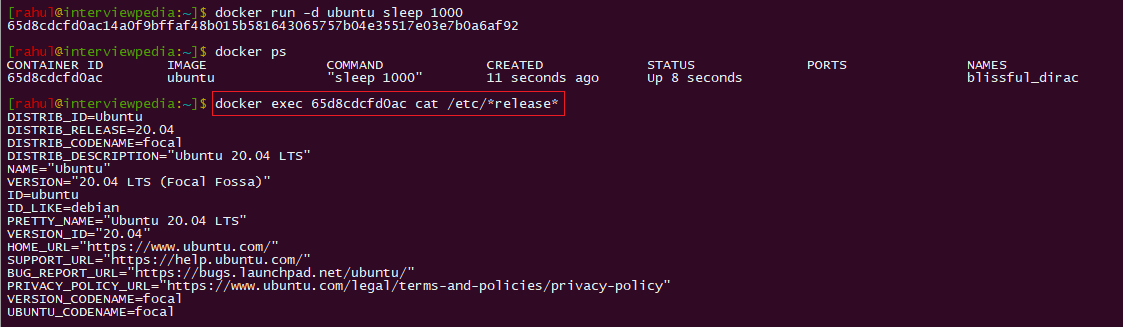 [rahul@interviewpedia:~]$ docker run -d ubuntu sleep 1000
65d8cdcfd0ac14a0f9bffaf48b015b581643065757b04e35517e03e7b0a6af92
[rahul@interviewpedia:~]$ docker ps
CONTAINER ID IMAGE COMMAND CREATED STATUS PORTS NAMES
65d8cdcfd0ac ubuntu "sleep 1000" 11 seconds ago Up 8 seconds blissful_dirac
[rahul@interviewpedia:~]$ docker exec 65d8cdcfd0ac cat /etc/*release*
DISTRIB_ID=Ubuntu
DISTRIB_RELEASE=20.04
DISTRIB_CODENAME=focal
DISTRIB_DESCRIPTION="Ubuntu 20.04 LTS"
NAME="Ubuntu"
VERSION="20.04 LTS (Focal Fossa)"
ID=ubuntu
ID_LIKE=debian
PRETTY_NAME="Ubuntu 20.04 LTS"
VERSION_ID="20.04"
HOME_URL="https://www.ubuntu.com/"
SUPPORT_URL="https://help.ubuntu.com/"
BUG_REPORT_URL="https://bugs.launchpad.net/ubuntu/"
PRIVACY_POLICY_URL="https://www.ubuntu.com/legal/terms-and-policies/privacy-policy"
VERSION_CODENAME=focal
UBUNTU_CODENAME=focal